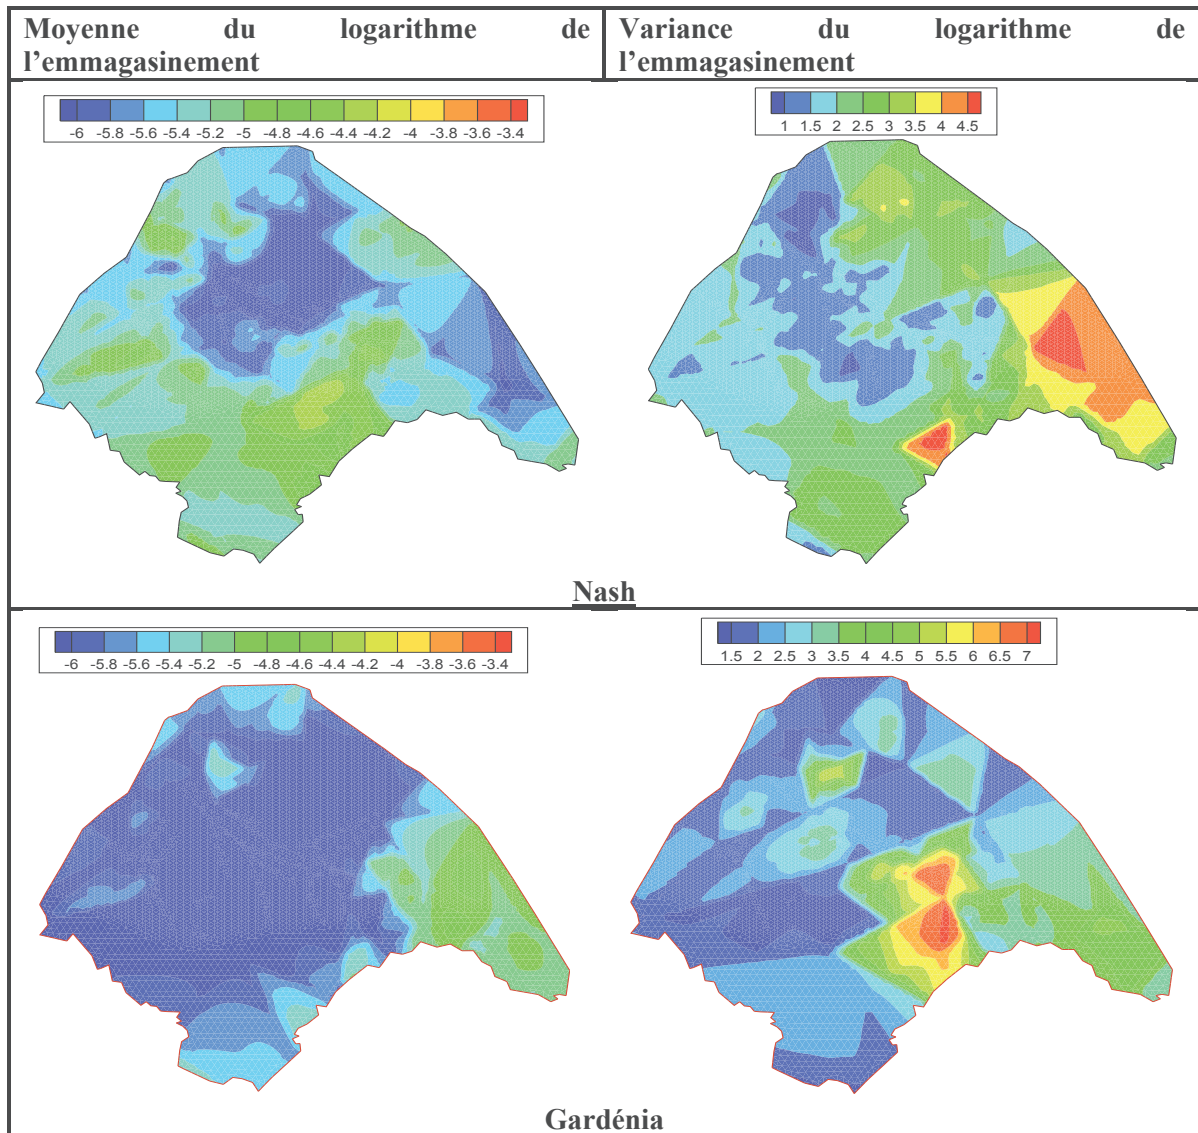 Moyenne du logarithme de
l'emmagasinement
Variance du logarithme de
l'emmagasinement
-6 -5.8 -5.6 -5.4 -5.2 -5 -4.8 -4.6 -4.4 -4.2 -4 -3.8 -3.6 -3.4
1 1.5 2 2.5 3 3.5 4 4.5
Nash
-6 -5.8 -5.6 -5.4 -5.2 -5 -4.8 -4.6 -4.4 -4.2 -4 -3.8 -3.6 -3.4
1.5 2 2.5 3 3.5 4 4.5 5 5.5 6 6.5 7
Gardénia